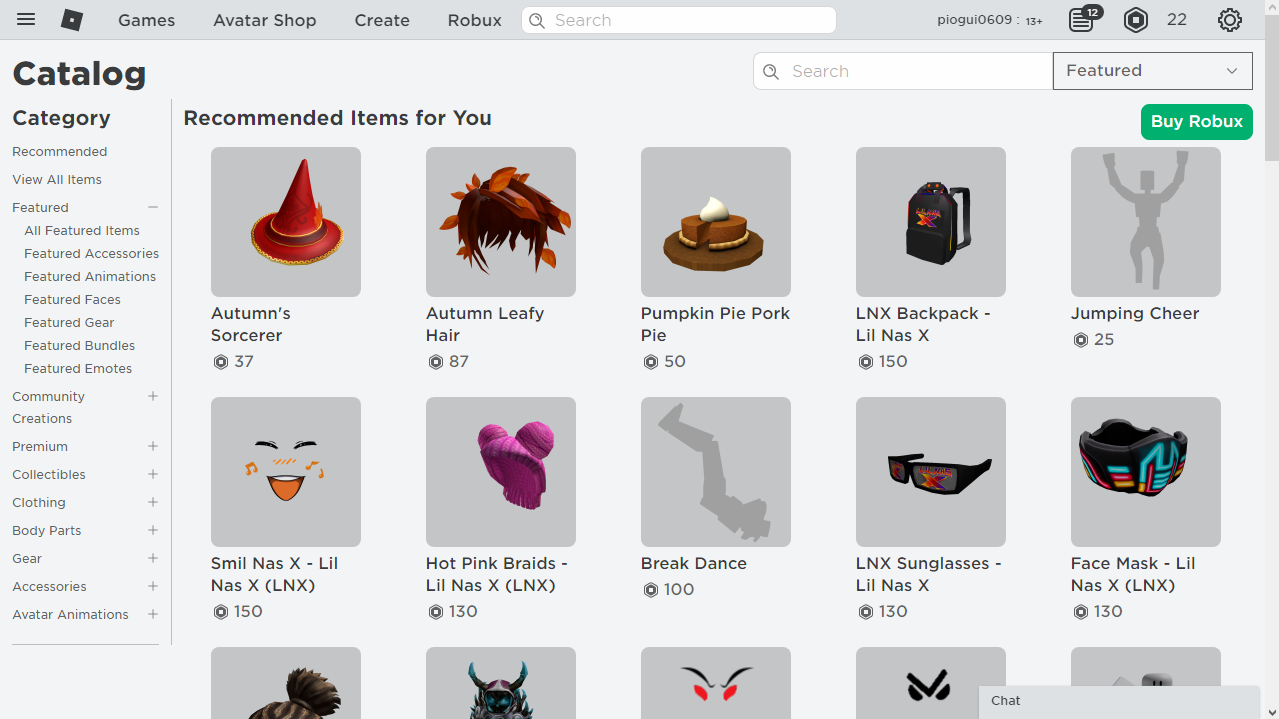 Games
Avatar Shop
Create
Robux
Search
piogui0609 : 13+
12
22
Catalog
Search
Featured
Category
Recommended
View All Items
Featured
All Featured Items
Featured Accessories
Featured Animations
Featured Faces
Featured Gear
Featured Bundles
Featured Emotes
Community
Creations
Premium
Collectibles
Clothing
Body Parts
Gear
Accessories
Avatar Animations
Recommended Items for You
Buy Robux
Autumn's
Sorcerer
37
Autumn Leafy
Hair
87
Pumpkin Pie Pork
Pie
50
LNX Backpack -
Lil Nas X
150
Jumping Cheer
25
Smil Nas X - Lil
Nas X (LNX)
150
Hot Pink Braids -
Lil Nas X (LNX)
130
Break Dance
100
LNX Sunglasses -
Lil Nas X
130
Face Mask - Lil
Nas X (LNX)
130
Chat